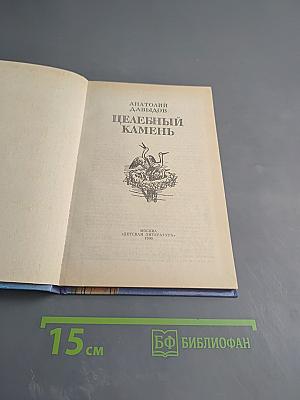 АНАТОЛИЙ
ДАВЫДОВ
ЦЕЛЕБНЫЙ
КАМЕНЬ
МОСКВА
«ДЕТСКАЯ ЛИТЕРАТУРА»
15 см
БФ БИБЛИОФАН